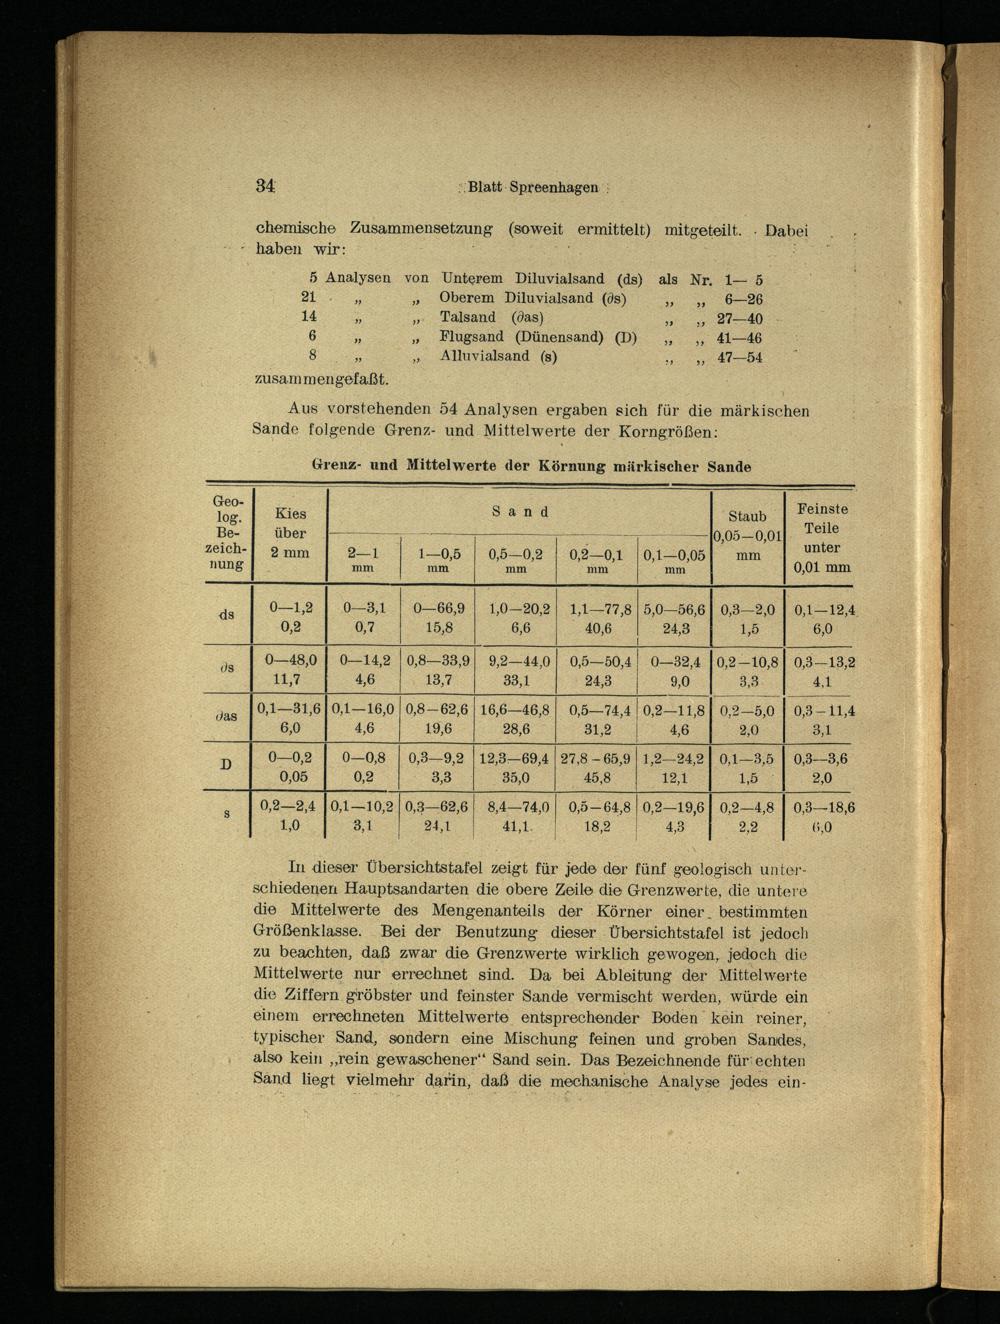 34
Blatt Spreenhagen
chemische Zusammensetzung (soweit ermittelt) mitgeteilt. Dabei
haben wir:
5 Analysen von Unterem Diluvialsand (ds) als Nr. 1— 5
21 „ „ Oberem Diluvialsand (∂s) „ „ 6—26
14 „ „ Talsand (∂as) „ „ 27—40
6 „ „ Flugsand (Dünensand) (D) „ „ 41—46
8 „ „ Alluvialsand (s) „ „ 47—54
zusammengefaßt.
Aus vorstehenden 54 Analysen ergaben sich für die märkischen
Sande folgende Grenz- und Mittelwerte der Korngrößen:
Grenz- und Mittelwerte der Körnung märkischer Sande
Geo-
log.
Be-
zeich-
nung
Kies
über
2 mm
Sand
2—1
mm
1—0,5
mm
0,5—0,2
mm
0,2—0,1
mm
0,1—0,05
mm
Staub
0,05—0,01
mm
Feinste
Teile
unter
0,01 mm
ds
0—1,2 0—3,1 0—66,9 1,0—20,2 1,1—77,8 5,0—56,6 0,3—2,0 0,1—12,4
0,2 0,7 15,8 6,6 40,6 24,3 1,5 6,0
∂s
0—48,0 0—14,2 0,8—33,9 9,2—44,0 0,5—50,4 0—32,4 0,2—10,8 0,3—13,2
11,7 4,6 13,7 33,1 24,3 9,0 3,3 4,1
∂as
0,1—31,6 0,1—16,0 0,8—62,6 16,6—46,8 0,5—74,4 0,2—11,8 0,2—5,0 0,3—11,4
6,0 4,6 19,6 28,6 31,2 4,6 2,0 3,1
D
0—0,2 0—0,8 0,3—9,2 12,3—69,4 27,8—65,9 1,2—24,2 0,1—3,5 0,3—3,6
0,05 0,2 3,3 35,0 45,8 12,1 1,5 2,0
s
0,2—2,4 0,1—10,2 0,3—62,6 8,4—74,0 0,5—64,8 0,2—19,6 0,2—4,8 0,3—18,6
1,0 3,1 24,1 41,1 18,2 4,3 2,2 6,0
In dieser Übersichtstafel zeigt für jede der fünf geologisch unter-
schiedenen Hauptsandarten die obere Zeile die Grenzwerte, die untere
die Mittelwerte des Mengenanteils der Körner einer bestimmten
Größenklasse. Bei der Benutzung dieser Übersichtstafel ist jedoch
zu beachten, daß zwar die Grenzwerte wirklich gewogen, jedoch die
Mittelwerte nur errechnet sind. Da bei Ableitung der Mittelwerte
die Ziffern gröbster und feinster Sande vermischt werden, würde ein
einem errechneten Mittelwerte entsprechender Boden kein reiner,
typischer Sand, sondern eine Mischung feinen und groben Sandes,
also kein „rein gewaschener“ Sand sein. Das Bezeichnende für echten
Sand liegt vielmehr darin, daß die mechanische Analyse jedes ein-